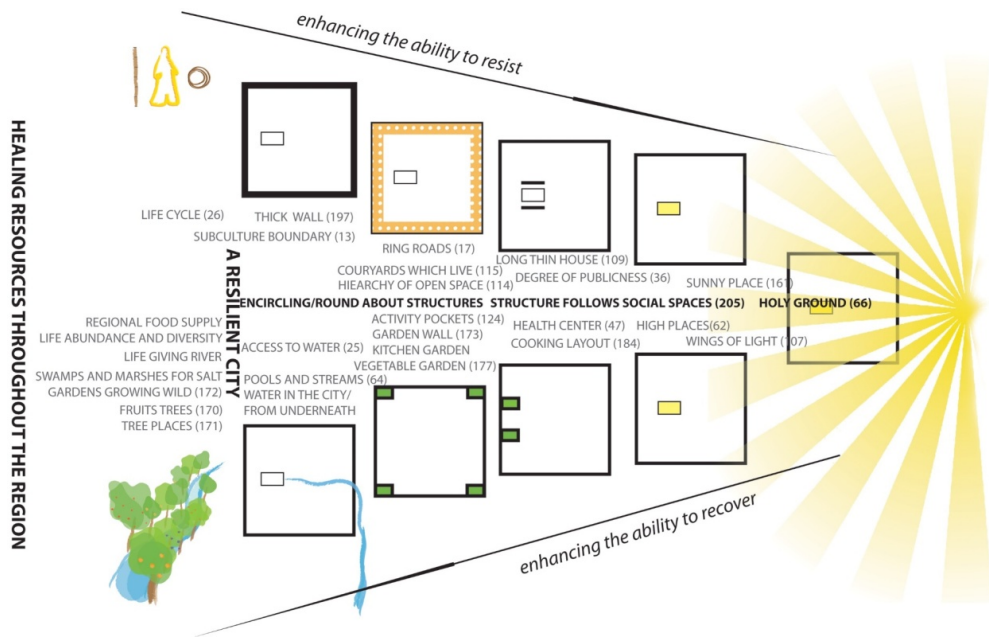 enhancing the ability to resist
HEALING RESOURCES THROUGHOUT THE REGION
LIFE CYCLE (26)
THICK WALL (197)
SUBCULTURE BOUNDARY (13)
RING ROADS (17)
COURYARDS WHICH LIVE (115)
HIEARCHY OF OPEN SPACE (114)
LONG THIN HOUSE (109)
DEGREE OF PUBLICNESS (36)
SUNNY PLACE (161)
A RESILIENT CITY
ENCIRCLING/ROUND ABOUT STRUCTURES STRUCTURE FOLLOWS SOCIAL SPACES (205) HOLY GROUND (66)
REGIONAL FOOD SUPPLY
LIFE ABUNDANCE AND DIVERSITY
LIFE GIVING RIVER
SWAMPS AND MARSHES FOR SALT
GARDENS GROWING WILD (172)
FRUITS TREES (170)
TREE PLACES (171)
ACCESS TO WATER (25)
POOLS AND STREAMS (64)
WATER IN THE CITY/
FROM UNDERNEATH
ACTIVITY POCKETS (124)
GARDEN WALL (173)
KITCHEN GARDEN
VEGETABLE GARDEN (177)
HEALTH CENTER (47)
COOKING LAYOUT (184)
HIGH PLACES(62)
WINGS OF LIGHT (107)
enhancing the ability to recover